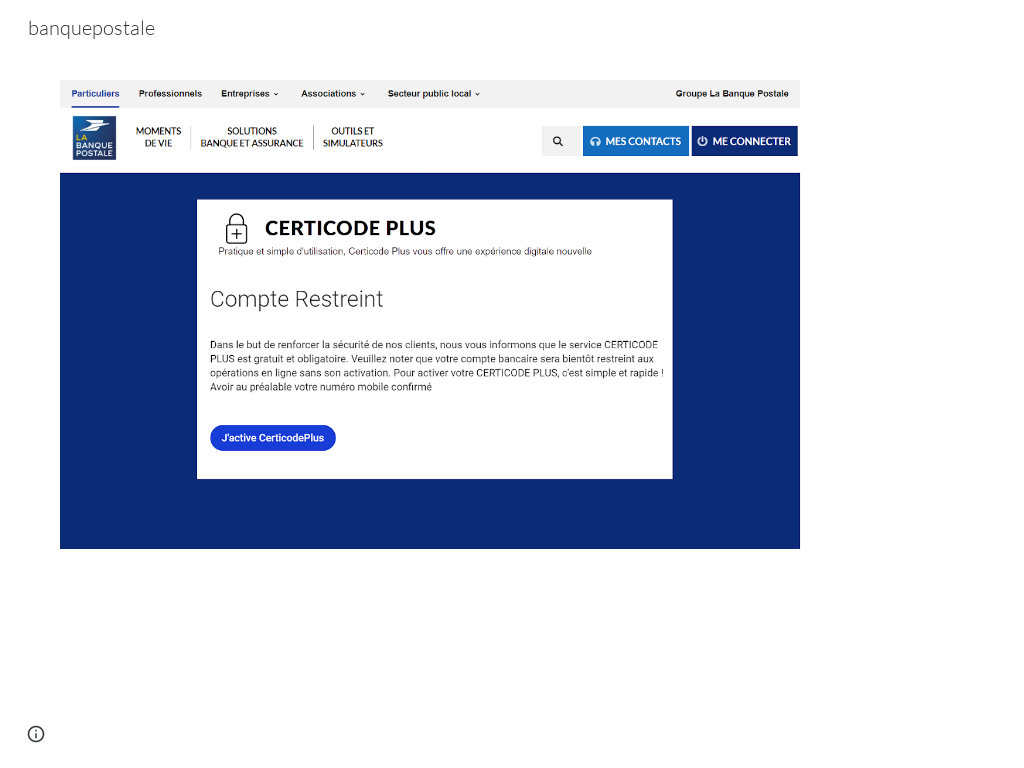 banquepostale
Particuliers Professionnels Entreprises Associations Secteur public local Groupe La Banque Postale
LA
BANQUE
POSTALE
MOMENTS
DE VIE
SOLUTIONS
BANQUE ET ASSURANCE
OUTILS ET
SIMULATEURS
MES CONTACTS
ME CONNECTER
CERTICODE PLUS
Pratique et simple d'utilisation, Certicode Plus vous offre une expérience digitale nouvelle
Compte Restreint
Dans le but de renforcer la sécurité de nos clients, nous vous informons que le service CERTICODE
PLUS est gratuit et obligatoire. Veuillez noter que votre compte bancaire sera bientôt restreint aux
opérations en ligne sans son activation. Pour activer votre CERTICODE PLUS, c'est simple et rapide !
Avoir au préalable votre numéro mobile confirmé
J'active CerticodePlus